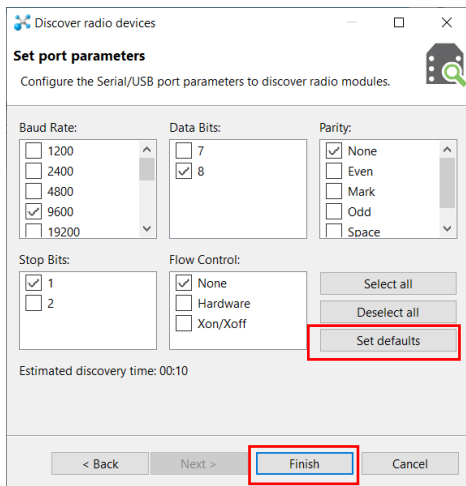 Discover radio devices
Set port parameters
Configure the Serial/USB port parameters to discover radio modules.
Baud Rate:
1200
2400
4800
9600
19200
Data Bits:
7
8
Parity:
None
Even
Mark
Odd
Space
Stop Bits:
1
2
Flow Control:
None
Hardware
Xon/Xoff
Select all
Deselect all
Set defaults
Estimated discovery time: 00:10
< Back Next > Finish Cancel